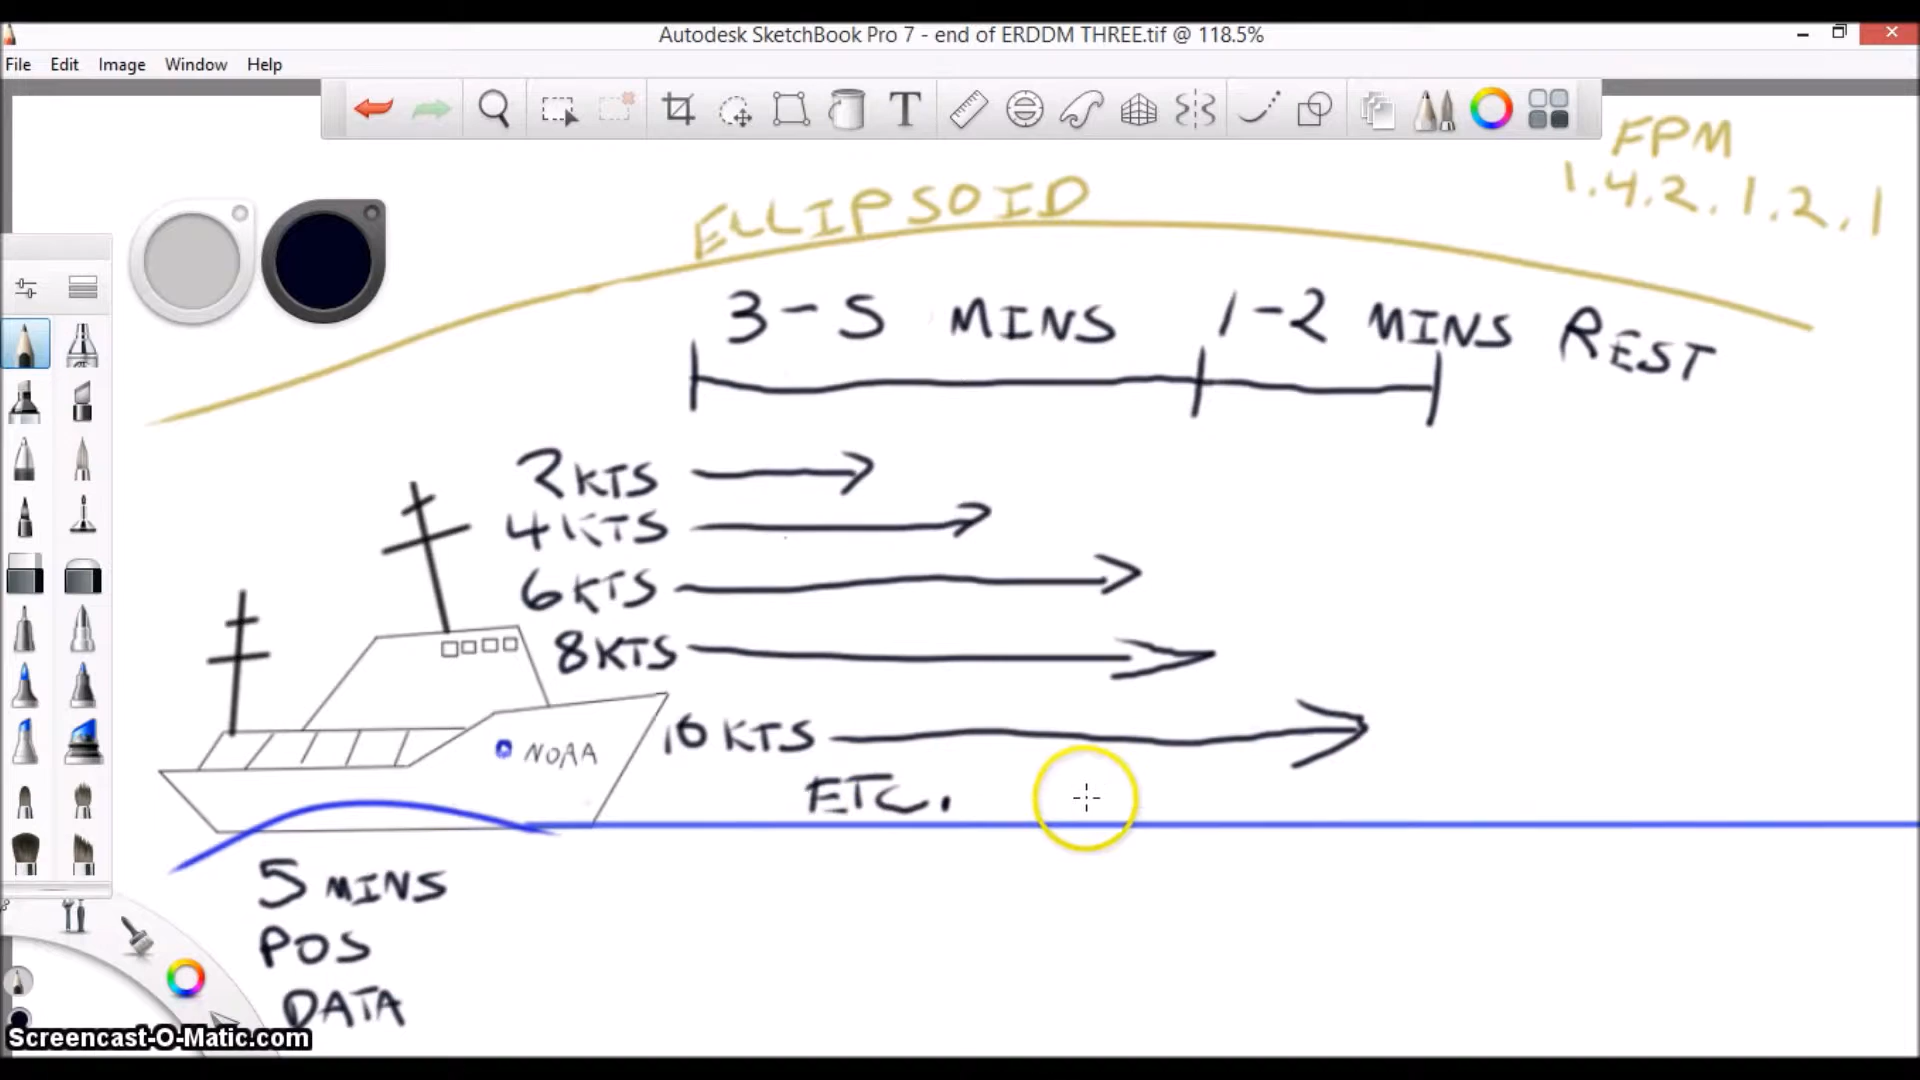 Autodesk SketchBook Pro 7 - end of ERDDM THREE.tif @ 118.5%
File Edit Image Window Help
T
FPM
1.4.2.1.2.1
ELLIPSOID
3-5 MINS 1-2 MINS REST
2KTS
4KTS
6KTS
8KTS
10KTS
NOAA
ETC.
5 MINS
POS
DATA
Screencast-O-Matic.com